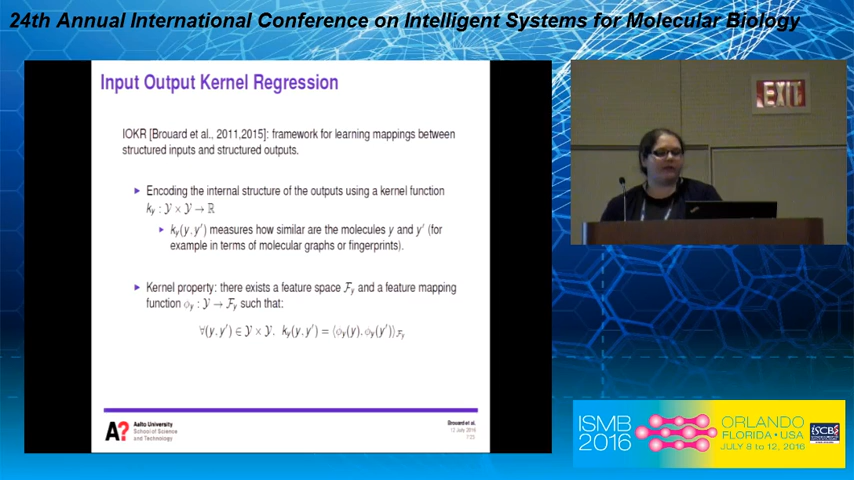 24th Annual International Conference on Intelligent Systems for Molecular Biology
Input Output Kernel Regression
IOKR [Brouard et al., 2011,2015]: framework for learning mappings between
structured inputs and structured outputs.
Encoding the internal structure of the outputs using a kernel function
k_y : 𝒴 × 𝒴 → ℝ
k_y(y, y′) measures how similar are the molecules y and y′ (for
example in terms of molecular graphs or fingerprints).
Kernel property: there exists a feature space ℱ_y and a feature mapping
function ϕ_y : 𝒴 → ℱ_y such that:
∀(y, y′) ∈ 𝒴 × 𝒴, k_y(y, y′) = ⟨ϕ_y(y), ϕ_y(y′)⟩_ℱ_y
A?
Aalto University
School of Science
and Technology
Brouard et al.
12 July 2016
7/25
EXIT
ISMB
2016
ORLANDO
FLORIDA • USA
JULY 8 to 12, 2016
ISCB